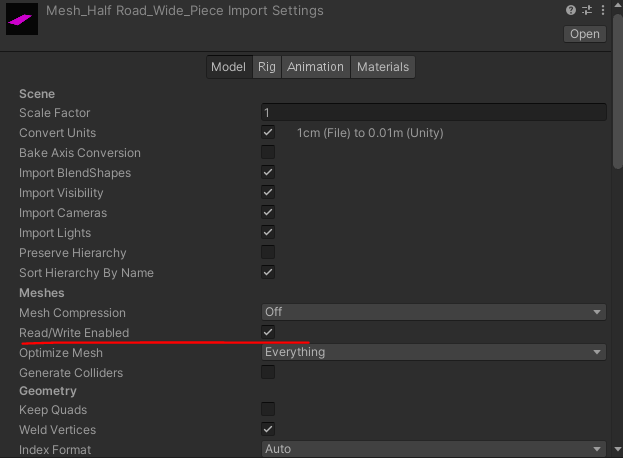 Mesh_Half Road_Wide_Piece Import Settings
Open
Model Rig Animation Materials
Scene
Scale Factor 1
Convert Units 1cm (File) to 0.01m (Unity)
Bake Axis Conversion
Import BlendShapes
Import Visibility
Import Cameras
Import Lights
Preserve Hierarchy
Sort Hierarchy By Name
Meshes
Mesh Compression Off
Read/Write Enabled
Optimize Mesh Everything
Generate Colliders
Geometry
Keep Quads
Weld Vertices
Index Format Auto